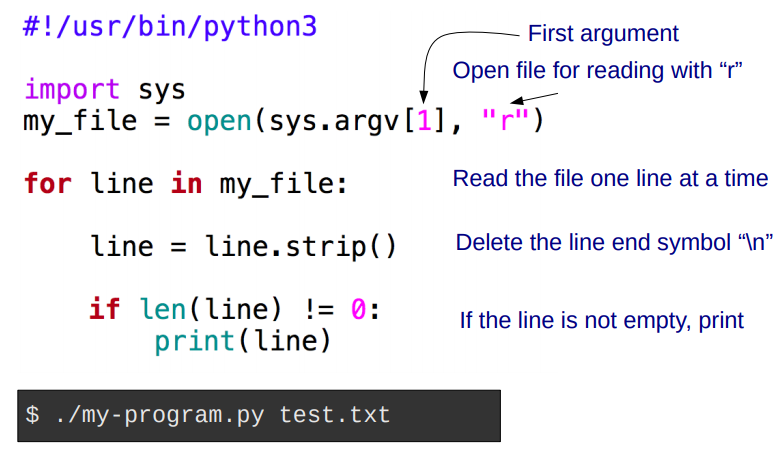 #!/usr/bin/python3
First argument
Open file for reading with “r”
import sys
my_file = open(sys.argv[1], "r")
for line in my_file:
Read the file one line at a time
line = line.strip()
Delete the line end symbol “\n”
if len(line) != 0:
If the line is not empty, print
print(line)
$ ./my-program.py test.txt